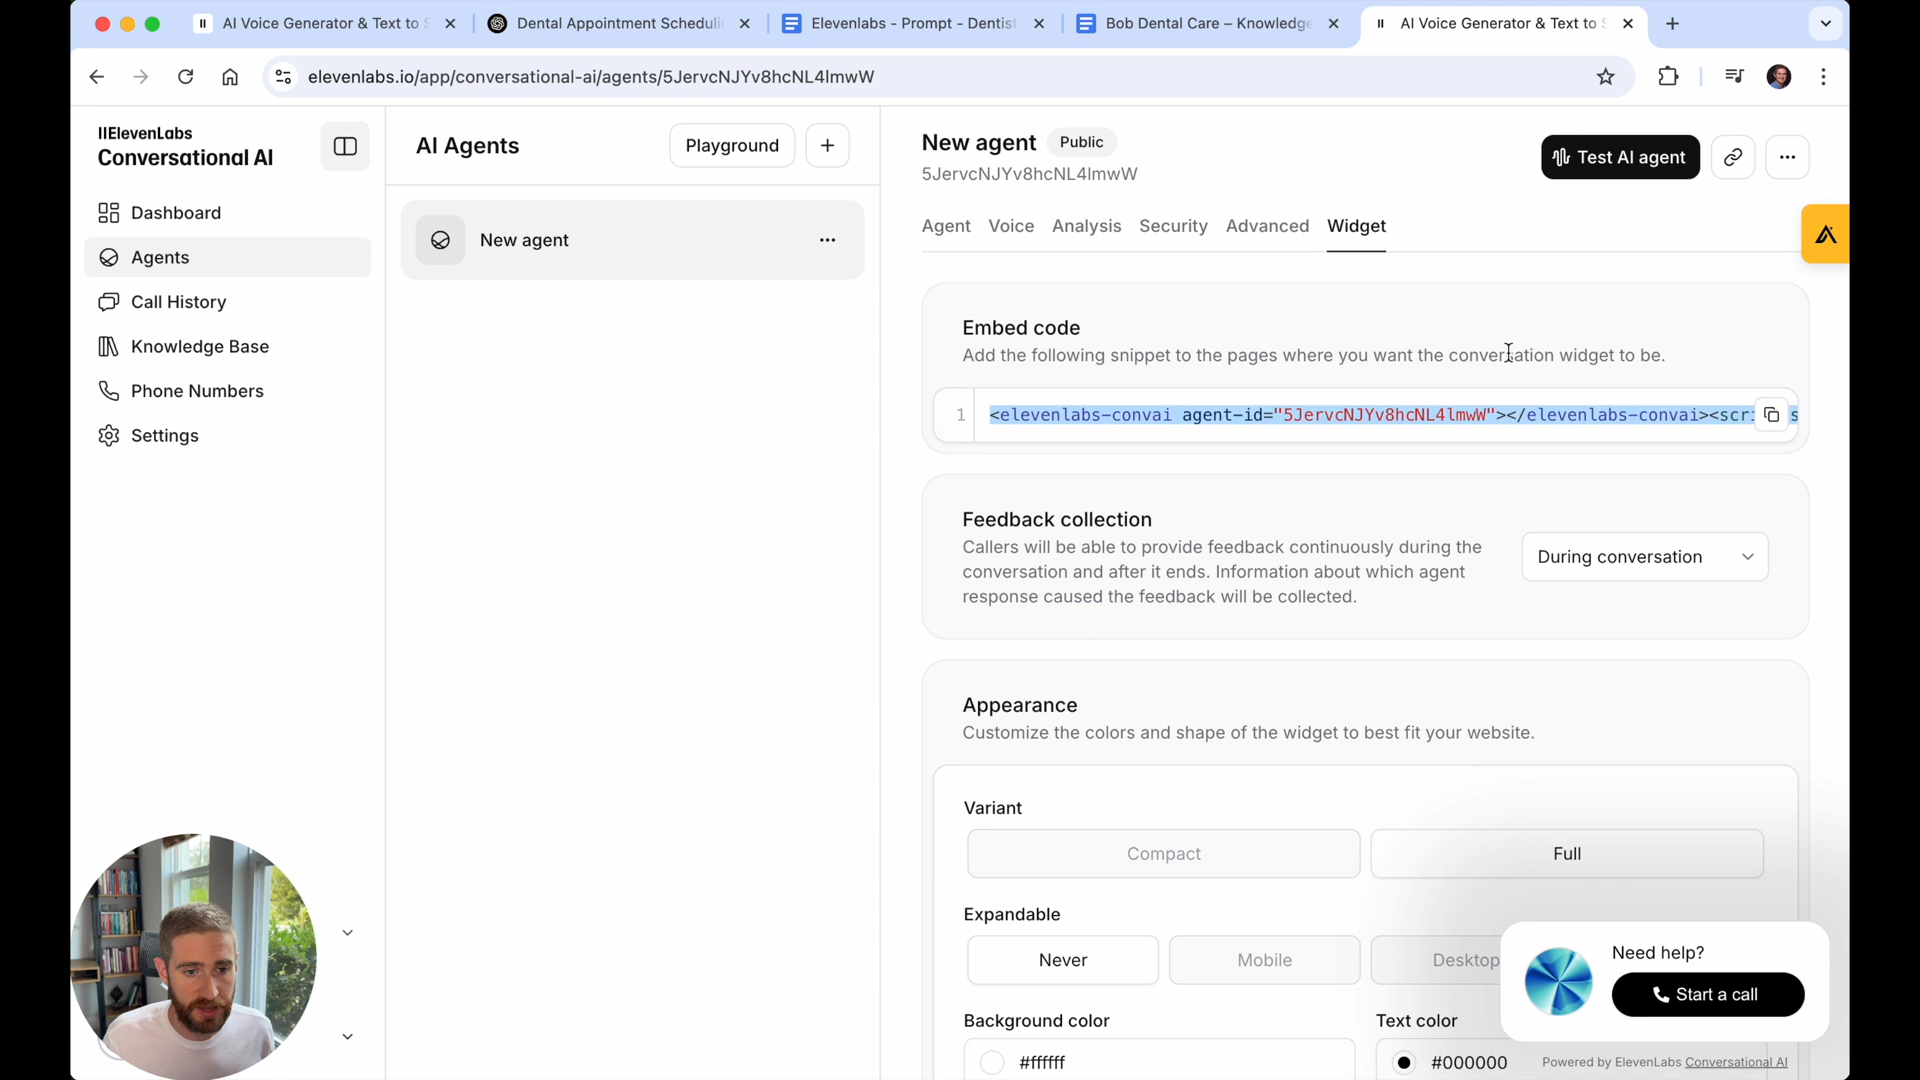 AI Voice Generator & Text to S
Dental Appointment Scheduli
Elevenlabs - Prompt - Dentist
Bob Dental Care – Knowledge
AI Voice Generator & Text to S
elevenlabs.io/app/conversational-ai/agents/5JervcNJYv8hcNL4lmwW
IIElevenLabs
Conversational AI
Dashboard
Agents
Call History
Knowledge Base
Phone Numbers
Settings
AI Agents
Playground
New agent
New agent
Public
5JervcNJYv8hcNL4lmwW
Test AI agent
Agent
Voice
Analysis
Security
Advanced
Widget
Embed code
Add the following snippet to the pages where you want the conversation widget to be.
1
<elevenlabs-convai agent-id="5JervcNJYv8hcNL4lmwW"></elevenlabs-convai><scri s
Feedback collection
Callers will be able to provide feedback continuously during the
conversation and after it ends. Information about which agent
response caused the feedback will be collected.
During conversation
Appearance
Customize the colors and shape of the widget to best fit your website.
Variant
Compact
Full
Expandable
Never
Mobile
Desktop
Background color
#ffffff
Text color
#000000
Need help?
Start a call
Powered by ElevenLabs Conversational AI